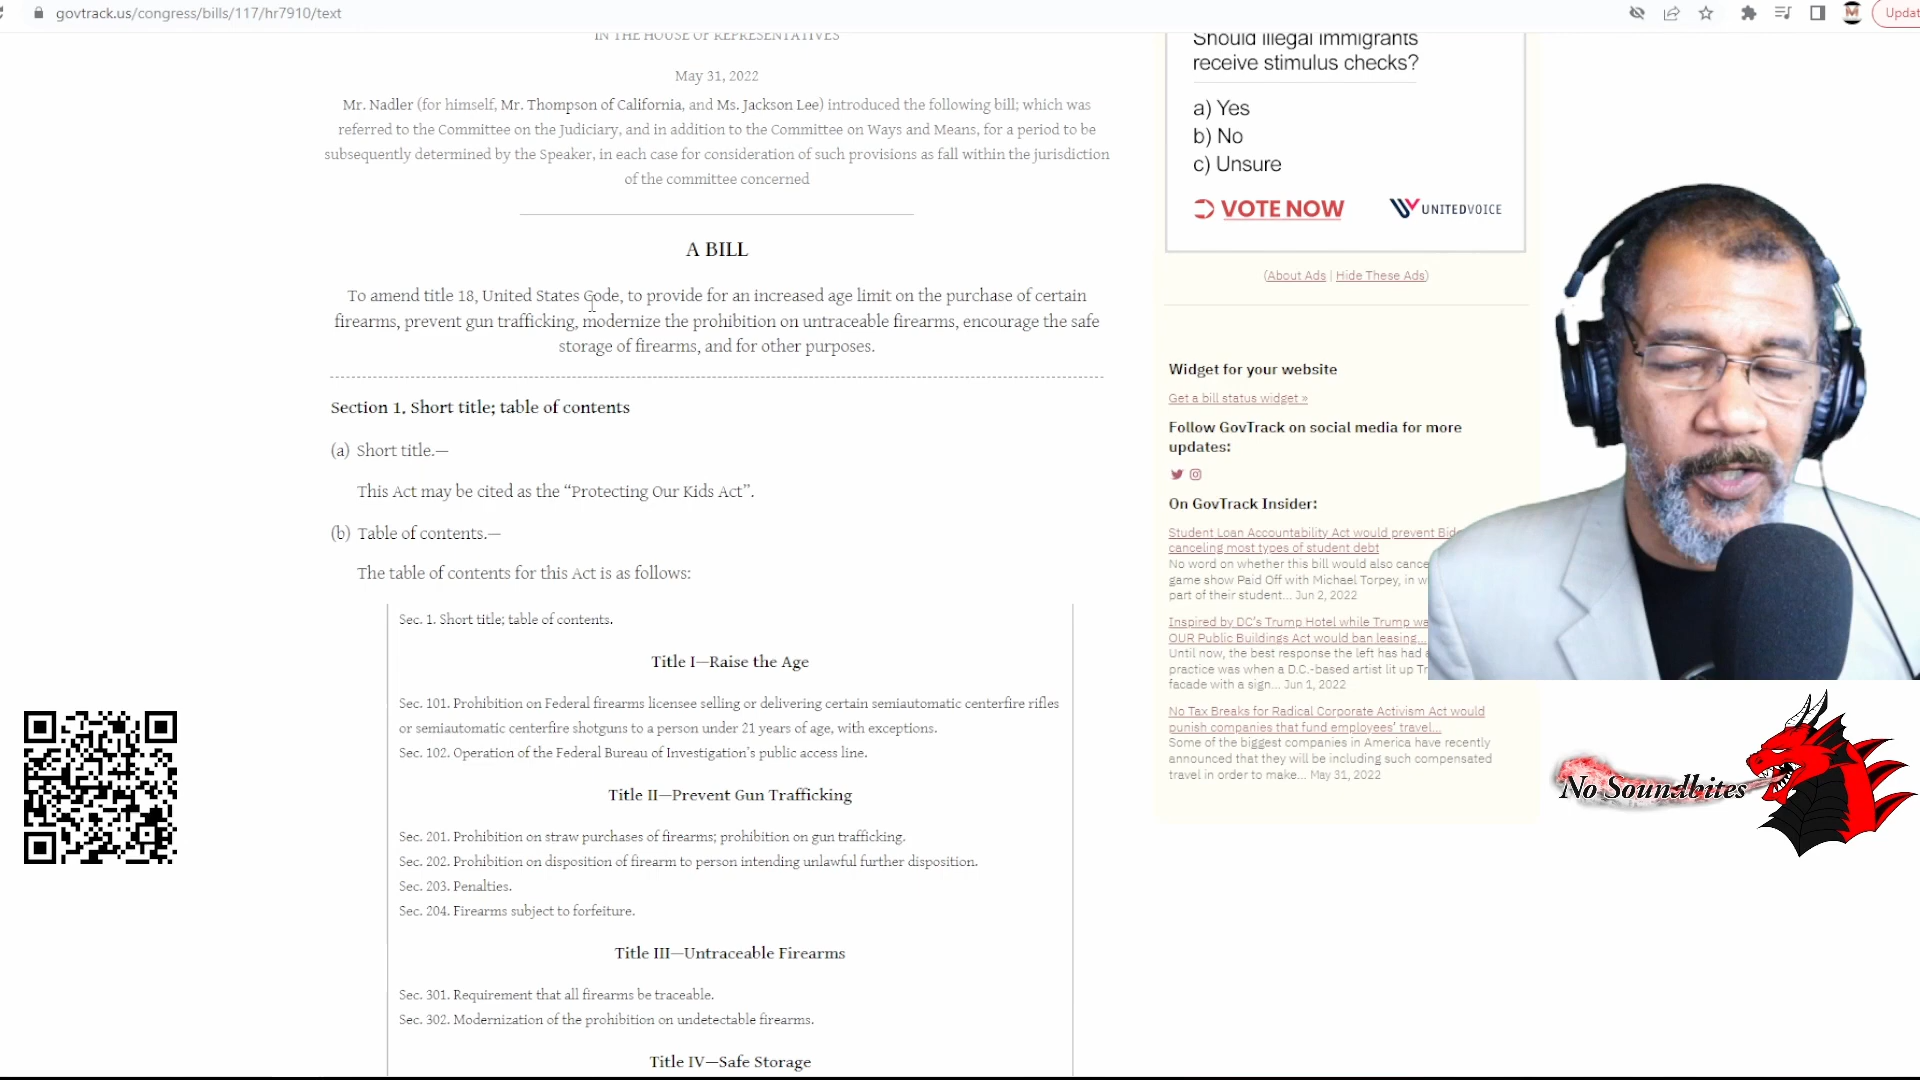 govtrack.us/congress/bills/117/hr7910/text
Updat
IN THE HOUSE OF REPRESENTATIVES
May 31, 2022
Mr. Nadler (for himself, Mr. Thompson of California, and Ms. Jackson Lee) introduced the following bill; which was
referred to the Committee on the Judiciary, and in addition to the Committee on Ways and Means, for a period to be
subsequently determined by the Speaker, in each case for consideration of such provisions as fall within the jurisdiction
of the committee concerned
A BILL
To amend title 18, United States Code, to provide for an increased age limit on the purchase of certain
firearms, prevent gun trafficking, modernize the prohibition on untraceable firearms, encourage the safe
storage of firearms, and for other purposes.
Section 1. Short title; table of contents
(a) Short title.—
This Act may be cited as the “Protecting Our Kids Act”.
(b) Table of contents.—
The table of contents for this Act is as follows:
Sec. 1. Short title; table of contents.
Title I—Raise the Age
Sec. 101. Prohibition on Federal firearms licensee selling or delivering certain semiautomatic centerfire rifles
or semiautomatic centerfire shotguns to a person under 21 years of age, with exceptions.
Sec. 102. Operation of the Federal Bureau of Investigation’s public access line.
Title II—Prevent Gun Trafficking
Sec. 201. Prohibition on straw purchases of firearms; prohibition on gun trafficking.
Sec. 202. Prohibition on disposition of firearm to person intending unlawful further disposition.
Sec. 203. Penalties.
Sec. 204. Firearms subject to forfeiture.
Title III—Untraceable Firearms
Sec. 301. Requirement that all firearms be traceable.
Sec. 302. Modernization of the prohibition on undetectable firearms.
Title IV—Safe Storage
Should illegal immigrants
receive stimulus checks?
a) Yes
b) No
c) Unsure
VOTE NOW
UNITEDVOICE
(About Ads | Hide These Ads)
Widget for your website
Get a bill status widget »
Follow GovTrack on social media for more
updates:
On GovTrack Insider:
Student Loan Accountability Act would prevent Bid
canceling most types of student debt
No word on whether this bill would also cance
game show Paid Off with Michael Torpey, in w
part of their student... Jun 2, 2022
Inspired by DC’s Trump Hotel while Trump wa
OUR Public Buildings Act would ban leasing...
Until now, the best response the left has had
practice was when a D.C.-based artist lit up Tr
facade with a sign... Jun 1, 2022
No Tax Breaks for Radical Corporate Activism Act would
punish companies that fund employees’ travel...
Some of the biggest companies in America have recently
announced that they will be including such compensated
travel in order to make... May 31, 2022
No Soundbites